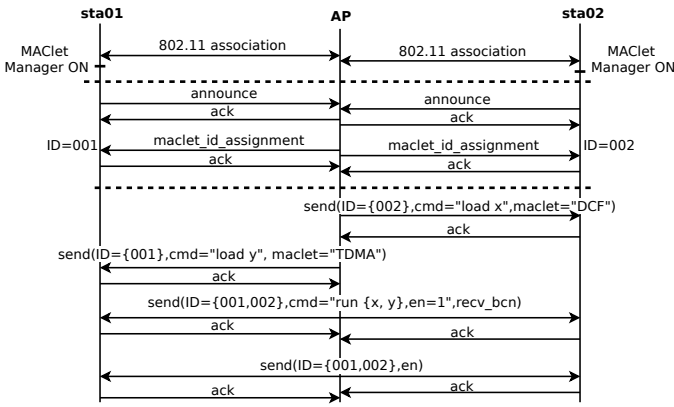 sta01 AP sta02
802.11 association 802.11 association
MAClet
Manager ON
MAClet
Manager ON
announce announce
ack ack
ID=001 maclet_id_assignment maclet_id_assignment ID=002
ack ack
send(ID={002},cmd="load x",maclet="DCF")
ack
send(ID={001},cmd="load y", maclet="TDMA")
ack
send(ID={001,002},cmd="run {x, y},en=1",recv_bcn)
ack ack
send(ID={001,002},en)
ack ack